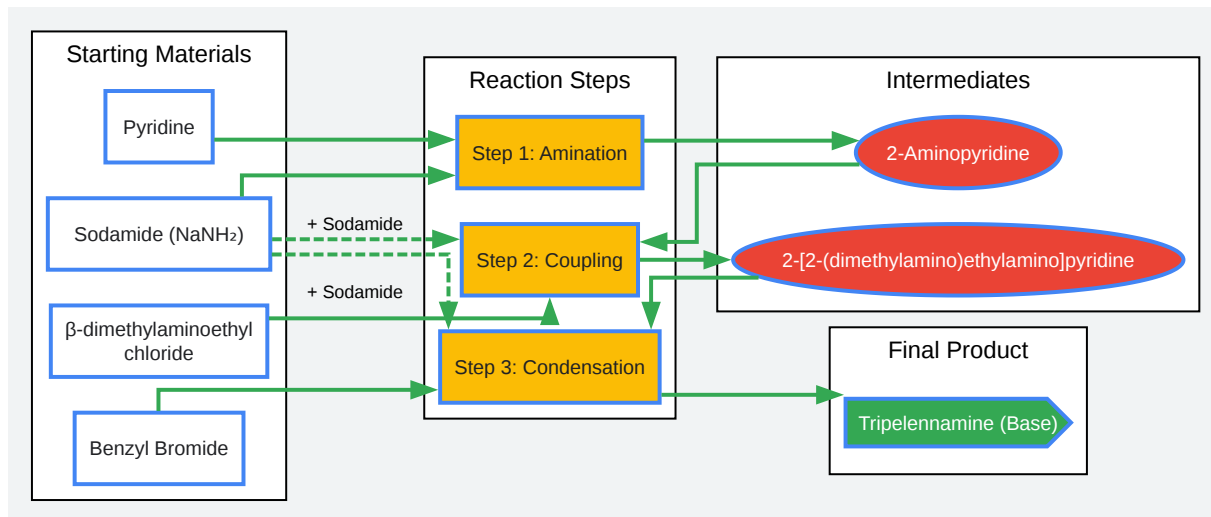 Starting Materials
Pyridine
Sodamide (NaNH₂)
β-dimethylaminoethyl
chloride
Benzyl Bromide
+ Sodamide
+ Sodamide
Reaction Steps
Step 1: Amination
Step 2: Coupling
Step 3: Condensation
Intermediates
2-Aminopyridine
2-[2-(dimethylamino)ethylamino]pyridine
Final Product
Tripelennamine (Base)